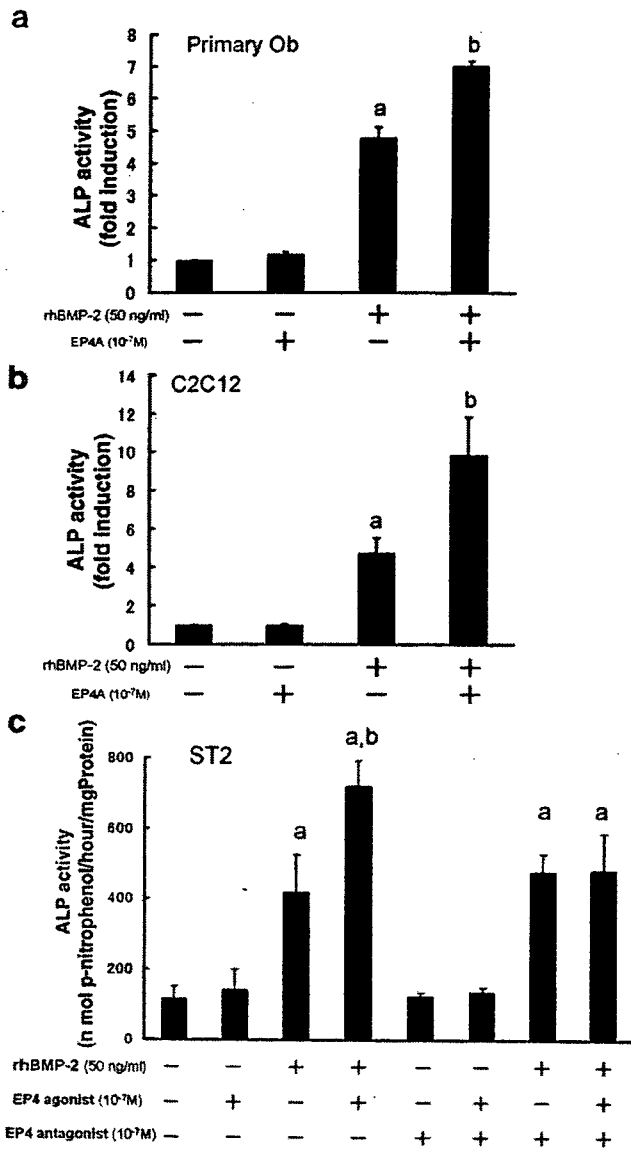 a
Primary Ob
ALP activity
(fold induction)
8
7
6
5
4
3
2
1
0
a
b
rhBMP-2 (50 ng/ml) − − + +
EP4A (10⁻⁷M) − + − +
b
C2C12
ALP activity
(fold induction)
14
12
10
8
6
4
2
0
a
b
rhBMP-2 (50 ng/ml) − − + +
EP4A (10⁻⁷M) − + − +
c
ST2
ALP activity
(n mol p-nitrophenol/hour/mgProtein)
800
600
400
200
0
a
a,b
a
a
rhBMP-2 (50 ng/ml) − − + + − − + +
EP4 agonist (10⁻⁷M) − + − + − + − +
EP4 antagonist (10⁻⁷M) − − − − + + + +